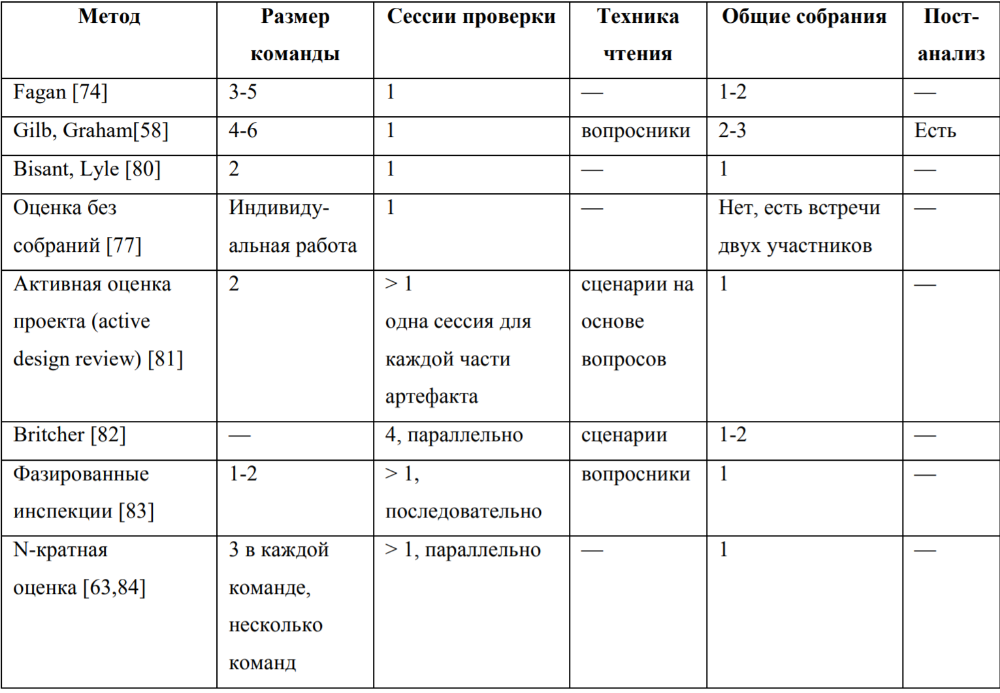 Метод
Размер
команды
Сессии проверки
Техника
чтения
Общие собрания
Пост-
анализ
Fagan [74]
3-5
1
—
1-2
—
Gilb, Graham[58]
4-6
1
вопросники
2-3
Есть
Bisant, Lyle [80]
2
1
—
1
—
Оценка без
собраний [77]
Индивиду-
альная работа
1
—
Нет, есть встречи
двух участников
—
Активная оценка
проекта (active
design review) [81]
2
> 1
одна сессия для
каждой части
артефакта
сценарии на
основе
вопросов
1
—
Britcher [82]
—
4, параллельно
сценарии
1-2
—
Фазированные
инспекции [83]
1-2
> 1,
последовательно
вопросники
1
—
N-кратная
оценка [63,84]
3 в каждой
команде,
несколько
команд
> 1, параллельно
—
1
—